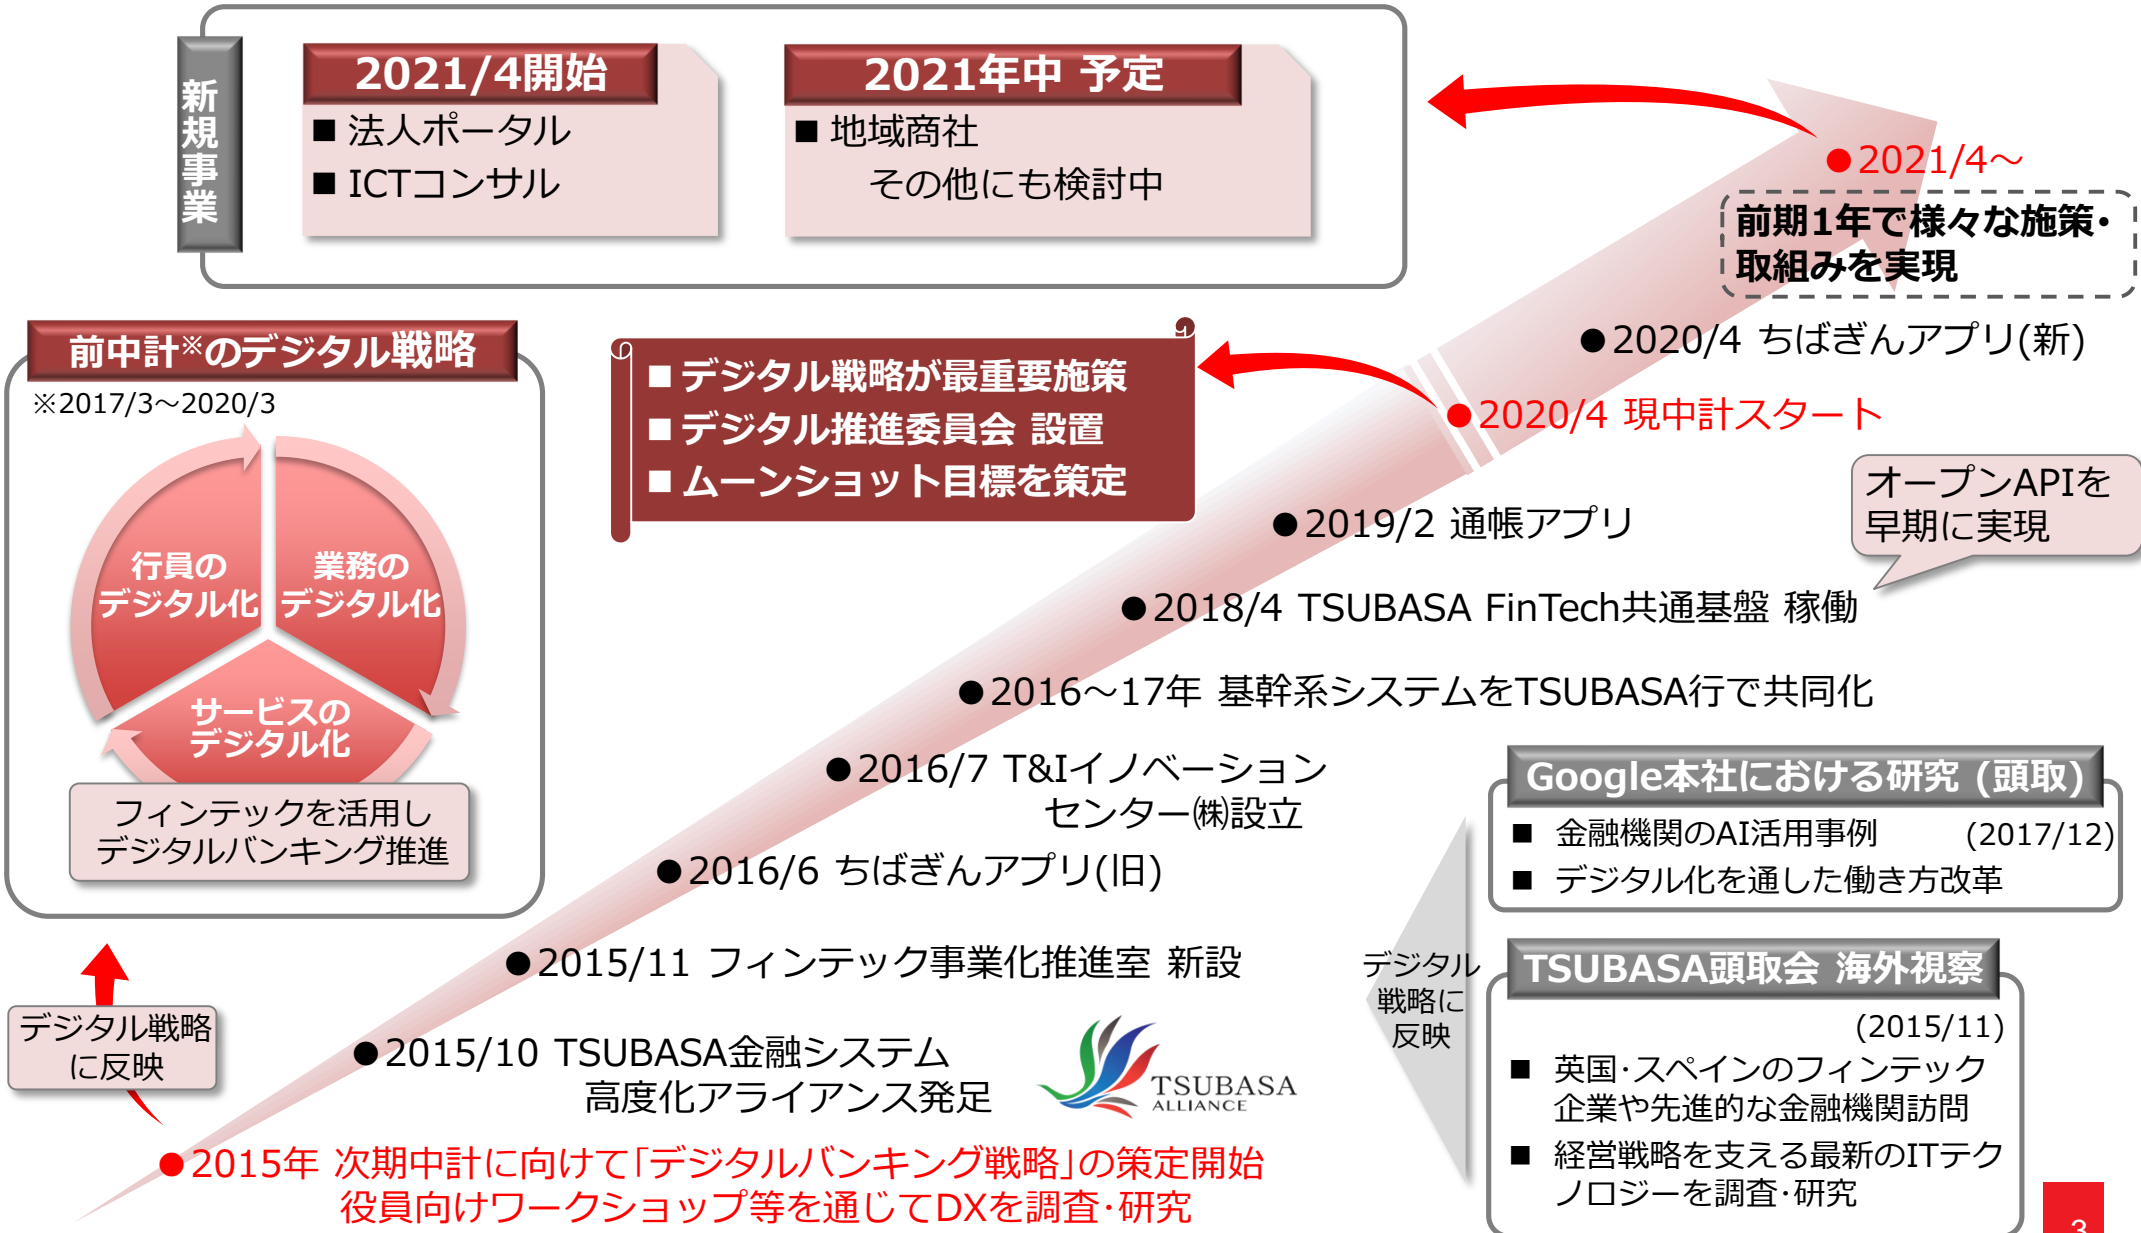 新規事業
2021/4開始
■ 法人ポータル
■ ICTコンサル
2021年中 予定
■ 地域商社
その他にも検討中
●2021/4～
前期1年で様々な施策・
取組みを実現
●2020/4 ちばぎんアプリ(新)
前中計※のデジタル戦略
※2017/3～2020/3
行員の
デジタル化
業務の
デジタル化
サービスの
デジタル化
フィンテックを活用し
デジタルバンキング推進
■デジタル戦略が最重要施策
■デジタル推進委員会 設置
■ムーンショット目標を策定
●2020/4 現中計スタート
オープンAPIを
早期に実現
●2019/2 通帳アプリ
●2018/4 TSUBASA FinTech共通基盤 稼働
●2016～17年 基幹系システムをTSUBASA行で共同化
●2016/7 T&Iイノベーション
センター㈱設立
●2016/6 ちばぎんアプリ(旧)
●2015/11 フィンテック事業化推進室 新設
●2015/10 TSUBASA金融システム
高度化アライアンス発足
TSUBASA
ALLIANCE
●2015年 次期中計に向けて「デジタルバンキング戦略」の策定開始
役員向けワークショップ等を通じてDXを調査・研究
デジタル戦略
に反映
デジタル
戦略に
反映
Google本社における研究 (頭取)
■ 金融機関のAI活用事例 (2017/12)
■ デジタル化を通した働き方改革
TSUBASA頭取会 海外視察
(2015/11)
■ 英国・スペインのフィンテック
企業や先進的な金融機関訪問
■ 経営戦略を支える最新のITテク
ノロジーを調査・研究
3